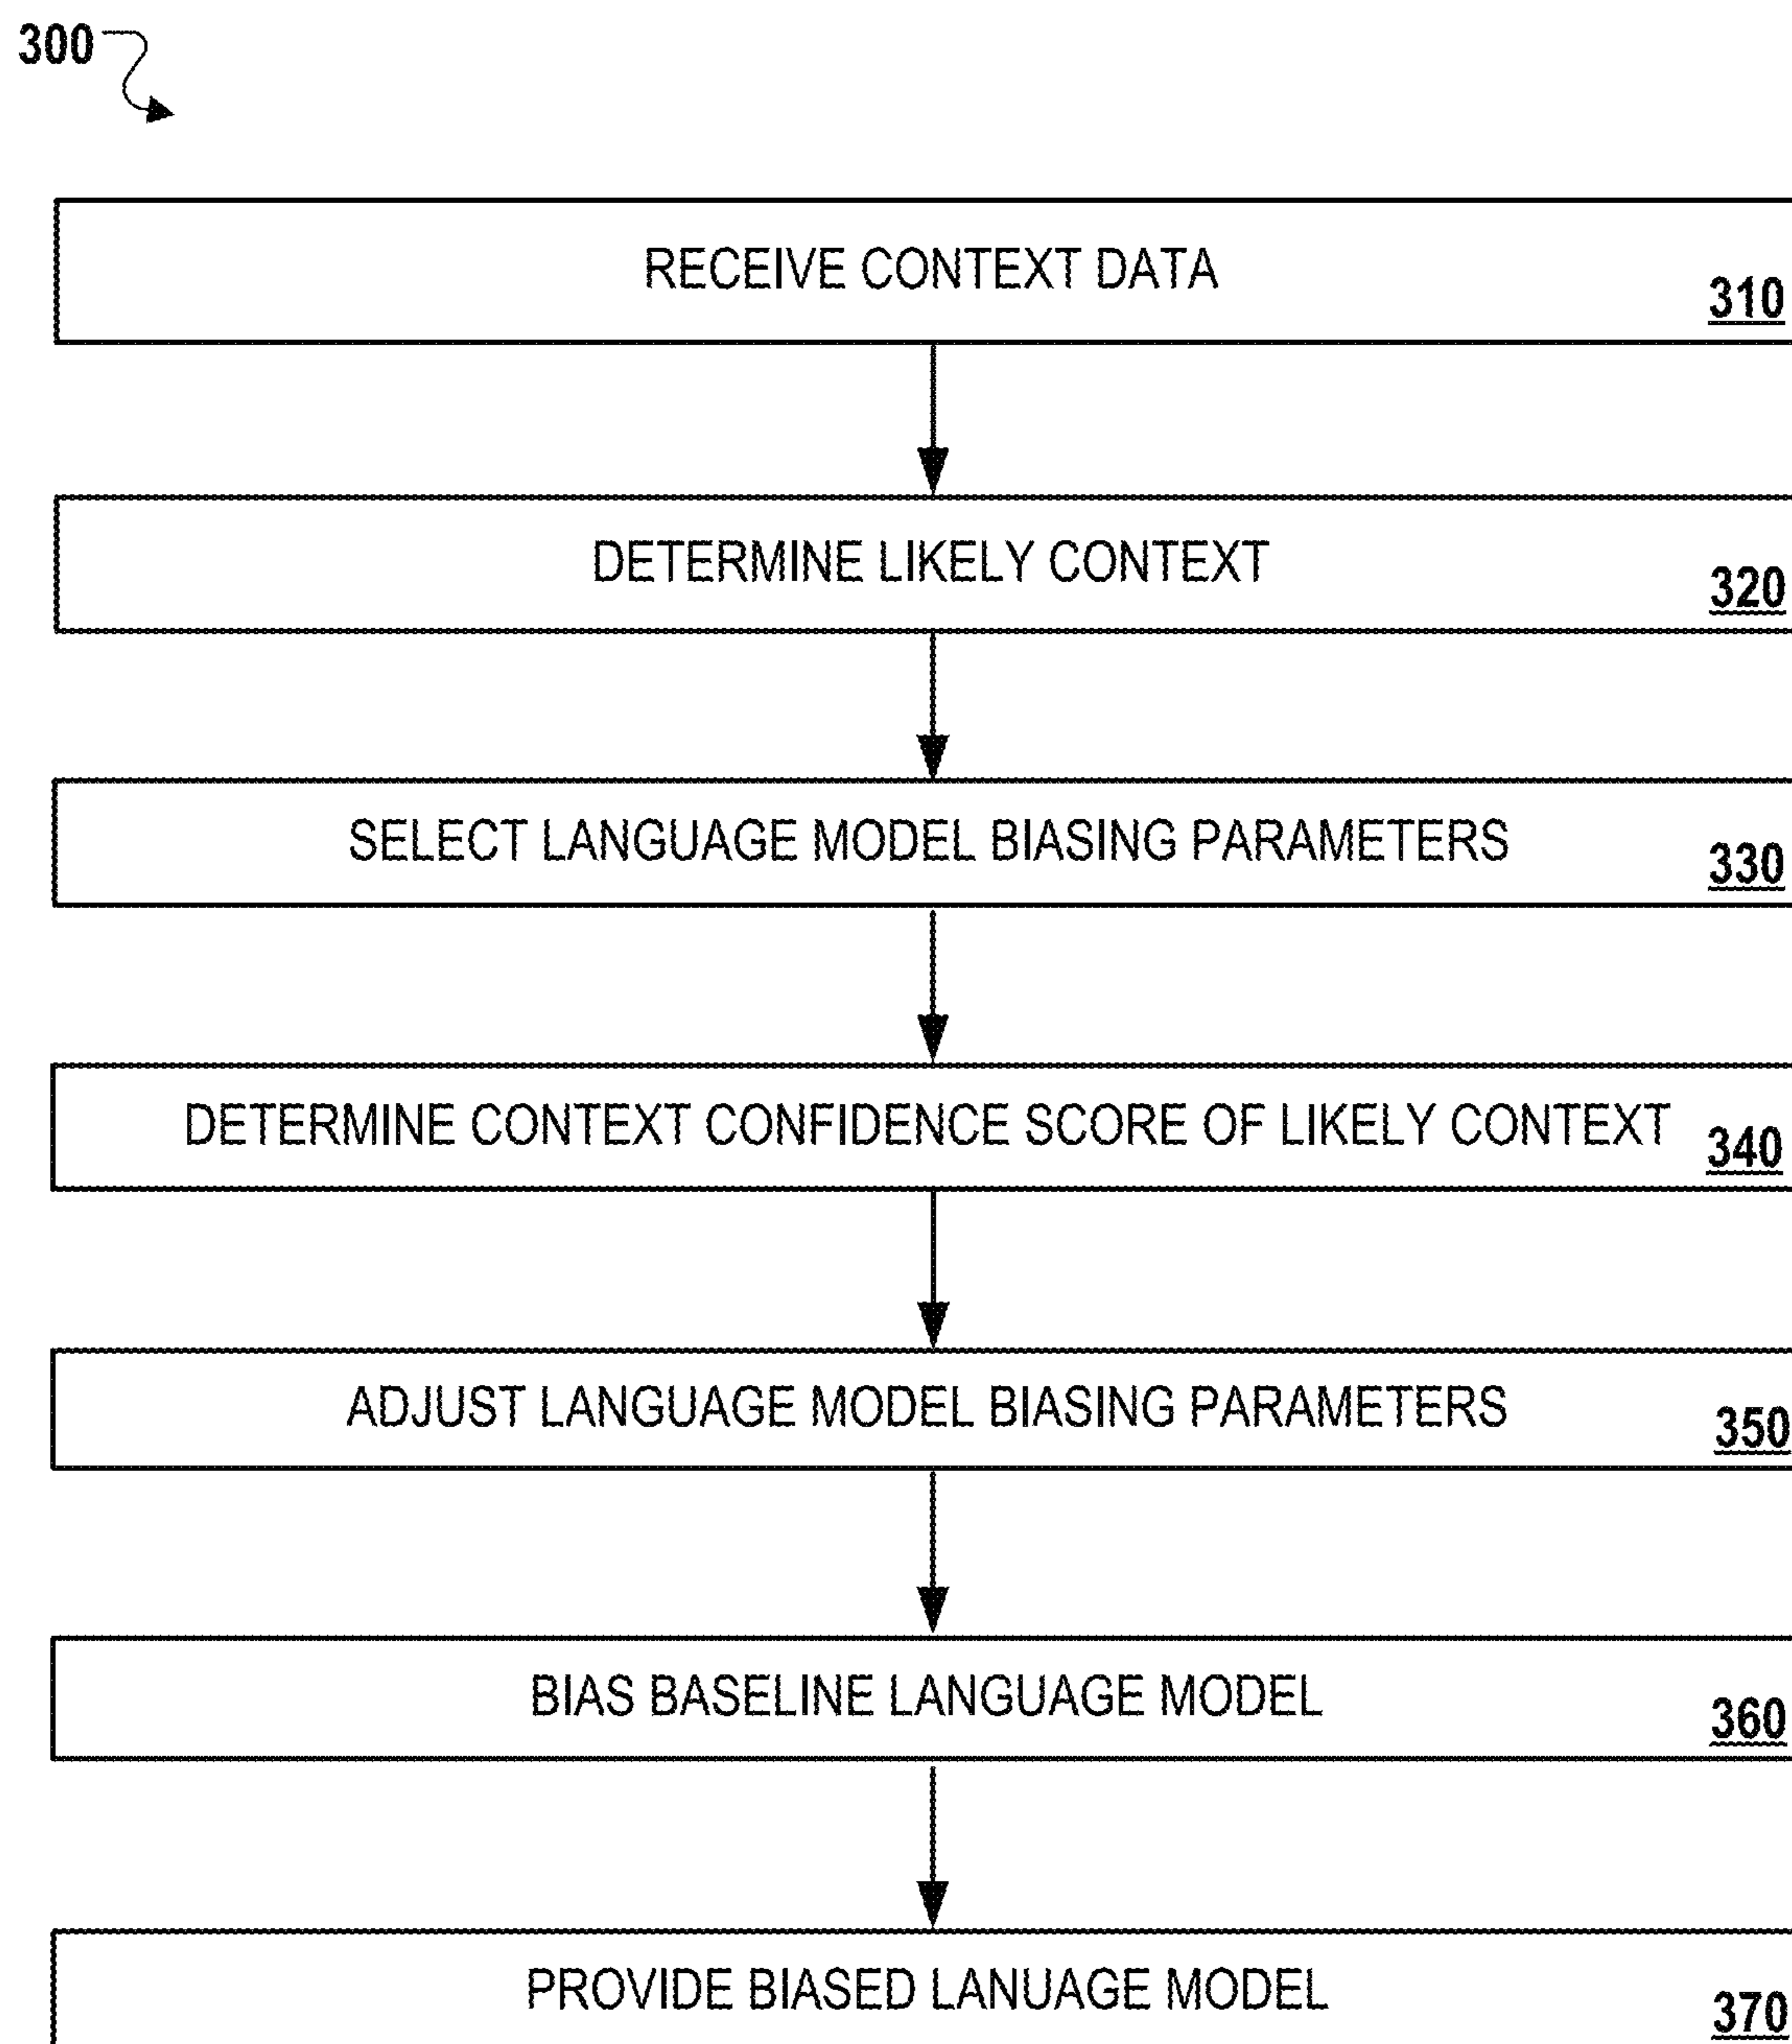 300
RECEIVE CONTEXT DATA
310
DETERMINE LIKELY CONTEXT
320
SELECT LANGUAGE MODEL BIASING PARAMETERS
330
DETERMINE CONTEXT CONFIDENCE SCORE OF LIKELY CONTEXT
340
ADJUST LANGUAGE MODEL BIASING PARAMETERS
350
BIAS BASELINE LANGUAGE MODEL
360
PROVIDE BIASED LANUAGE MODEL
370